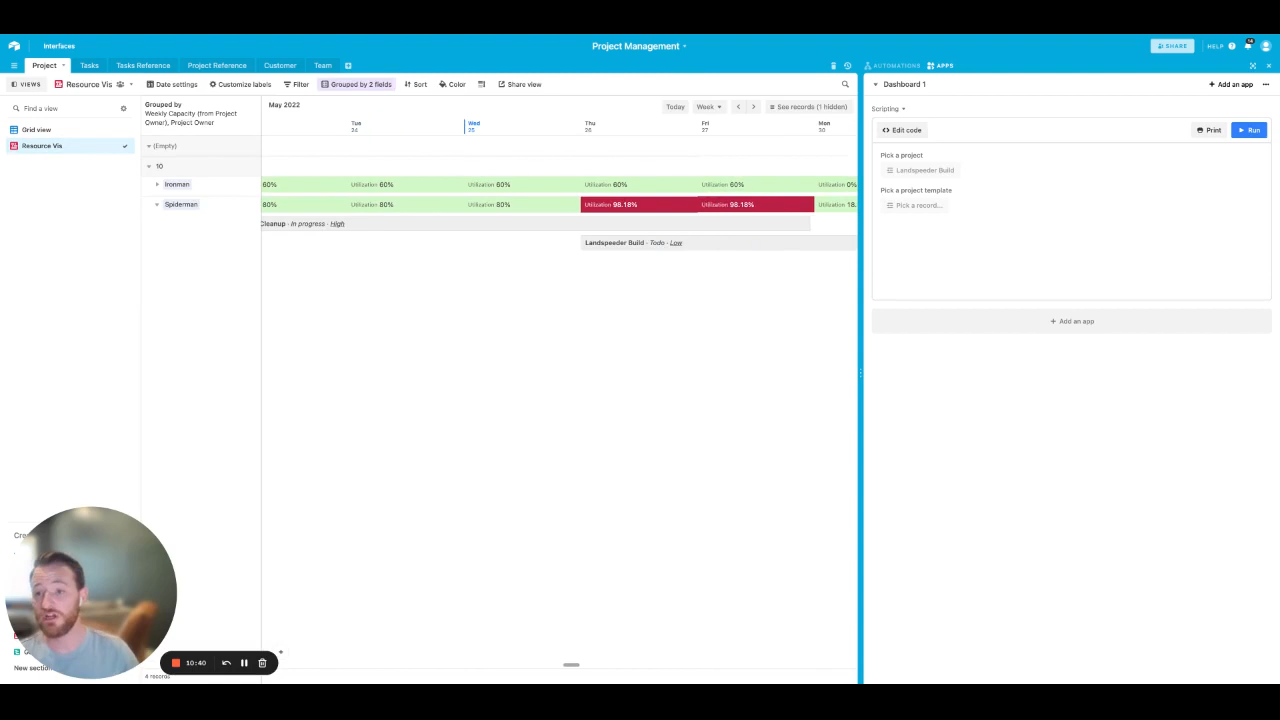 Interfaces
Project Management
SHARE
HELP
Project
Tasks
Tasks Reference
Project Reference
Customer
Team
AUTOMATIONS
APPS
VIEWS
Resource Vis
Date settings
Customize labels
Filter
Grouped by 2 fields
Sort
Color
Share view
Dashboard 1
Add an app
Find a view
Grid view
Resource Vis
Grouped by
Weekly Capacity (from Project
Owner), Project Owner
May 2022
Today
Week
See records (1 hidden)
Tue
24
Wed
25
Thu
26
Fri
27
Mon
30
(Empty)
10
Ironman
60%
Utilization 60%
Utilization 60%
Utilization 60%
Utilization 60%
Utilization 0%
Spiderman
80%
Utilization 80%
Utilization 80%
Utilization 98.18%
Utilization 98.18%
Utilization 18.
Cleanup - In progress - High
Landspeeder Build - Todo - Low
Scripting
Edit code
Print
Run
Pick a project
Landspeeder Build
Pick a project template
Pick a record...
Add an app
Cre
New section
10:40
4 records